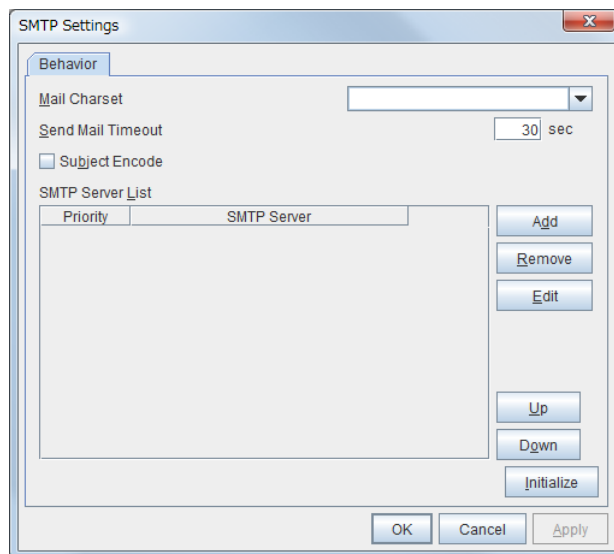 SMTP Settings
Behavior
Mail Charset
Send Mail Timeout 30 sec
Subject Encode
SMTP Server List
Priority SMTP Server
Add
Remove
Edit
Up
Down
Initialize
OK Cancel Apply